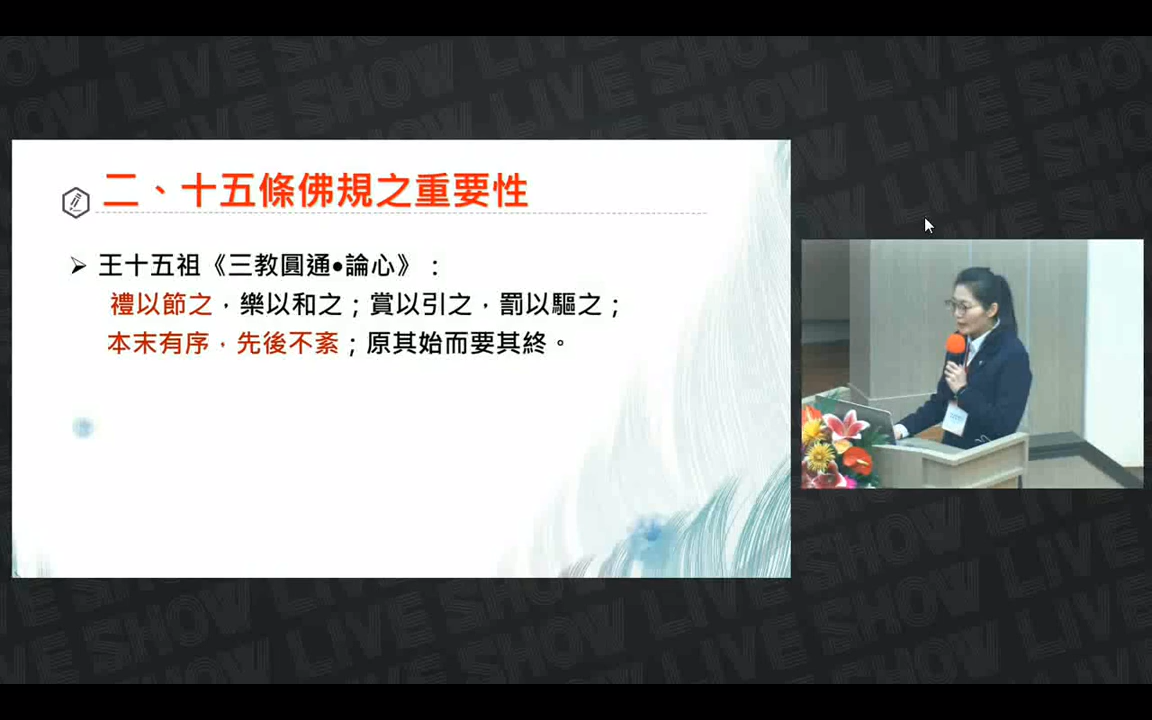 二、十五條佛規之重要性
➢ 王十五祖《三教圓通●論心》：
禮以節之，樂以和之；賞以引之，罰以驅之；
本末有序，先後不紊；原其始而要其終。
LIVE SHOW